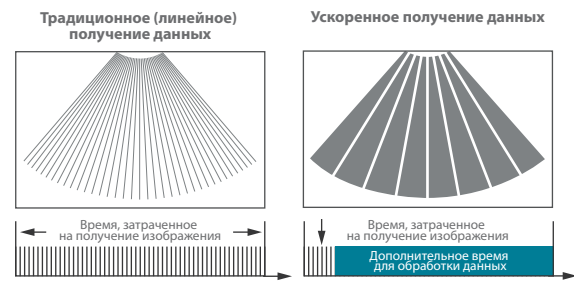 Традиционное (линейное)
получение данных
Ускоренное получение данных
Время, затраченное
на получение изображения
Время, затраченное
на получение изображения
Дополнительное время
для обработки данных